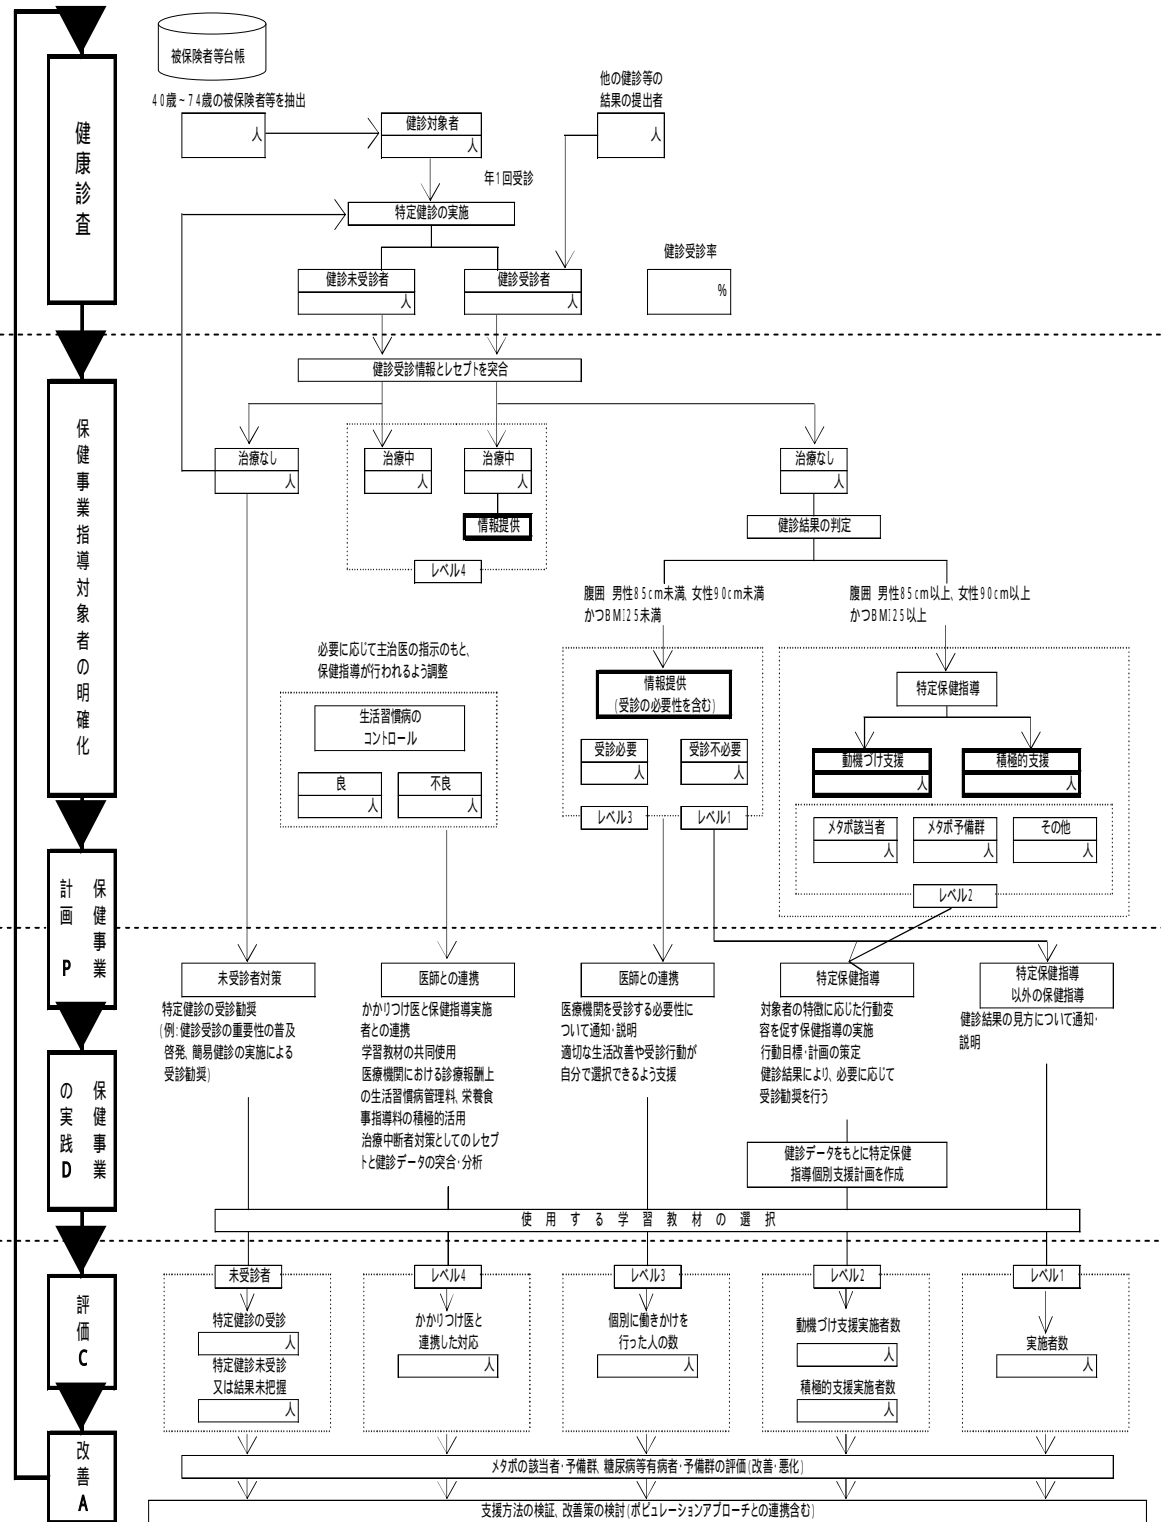 被保険者等台帳
40歳~74歳の被保険者等を抽出
人
健診対象者
人
他の健診等の
結果の提出者
人
年1回受診
特定健診の実施
健診未受診者
人
健診受診者
人
健診受診率
%
健康診査
健診受診情報とレセプトを突合
治療なし
人
治療中
人
治療中
人
情報提供
レベル4
治療なし
人
健診結果の判定
腹囲 男性85cm未満、女性90cm未満
かつBMI25未満
腹囲 男性85cm以上、女性90cm以上
かつBMI25以上
必要に応じて主治医の指示のもと、
保健指導が行われるよう調整
生活習慣病の
コントロール
良
人
不良
人
情報提供
(受診の必要性を含む)
受診必要
人
受診不必要
人
レベル3
レベル1
特定保健指導
動機づけ支援
人
積極的支援
人
メタボ該当者
人
メタボ予備群
人
その他
人
レベル2
保健事業指導対象者の明確化
保健事業
計画 P
未受診者対策
特定健診の受診勧奨
(例:健診受診の重要性の普及
啓発、簡易健診の実施による
受診勧奨)
医師との連携
かかりつけ医と保健指導実施
者との連携
学習教材の共同使用
医療機関における診療報酬上
の生活習慣病管理料、栄養食
事指導料の積極的活用
治療中断者対策としてのレセプ
トと健診データの突合・分析
医師との連携
医療機関を受診する必要性に
ついて通知・説明
適切な生活改善や受診行動が
自分で選択できるよう支援
特定保健指導
対象者の特徴に応じた行動変
容を促す保健指導の実施
行動目標・計画の策定
健診結果により、必要に応じて
受診勧奨を行う
健診データをもとに特定保健
指導個別支援計画を作成
特定保健指導
以外の保健指導
健診結果の見方について通知・
説明
保健事業
の実践D
使用する学習教材の選択
未受診者
特定健診の受診
人
特定健診未受診
又は結果未把握
人
レベル4
かかりつけ医と
連携した対応
人
レベル3
個別に働きかけを
行った人の数
人
レベル2
動機づけ支援実施者数
人
積極的支援実施者数
人
レベル1
実施者数
人
評価C
メタボの該当者・予備群、糖尿病等有病者・予備群の評価(改善・悪化)
改善A
支援方法の検証、改善策の検討(ポピュレーションアプローチとの連携含む)